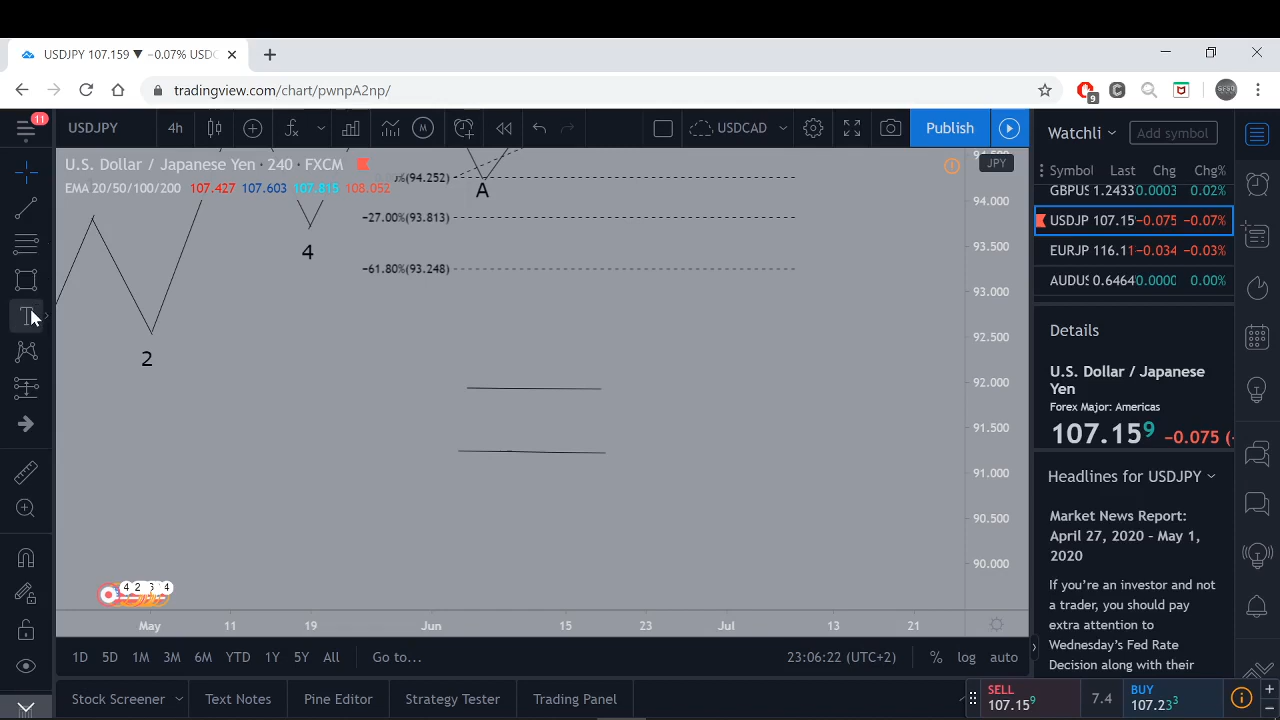 USDJPY 107.159 ▼ −0.07% USDC
tradingview.com/chart/pwnpA2np/
9
11
USDJPY
4h
USDCAD
Publish
Watchli
Add symbol
U.S. Dollar / Japanese Yen · 240 · FXCM
EMA 20/50/100/200 107.427 107.603 107.815 108.052
JPY
Symbol Last Chg Chg%
GBPUS 1.2433 0.0003 0.02%
USDJP 107.15 −0.075 −0.07%
EURJP 116.11 −0.034 −0.03%
AUDUS 0.6464 0.0000 0.00%
%(94.252)
A
−27.00%(93.813)
−61.80%(93.248)
4
2
94.500
94.000
93.500
93.000
92.500
92.000
91.500
91.000
90.500
90.000
Details
U.S. Dollar / Japanese
Yen
Forex Major: Americas
107.159 −0.075 (
Headlines for USDJPY
Market News Report:
April 27, 2020 - May 1,
2020
If you're an investor and not
a trader, you should pay
extra attention to
Wednesday's Fed Rate
Decision along with their
4 2 3 4
May 11 19 Jun 15 23 Jul 13 21
1D 5D 1M 3M 6M YTD 1Y 5Y All Go to... 23:06:22 (UTC+2) % log auto
Stock Screener Text Notes Pine Editor Strategy Tester Trading Panel
SELL
107.159
7.4
BUY
107.233